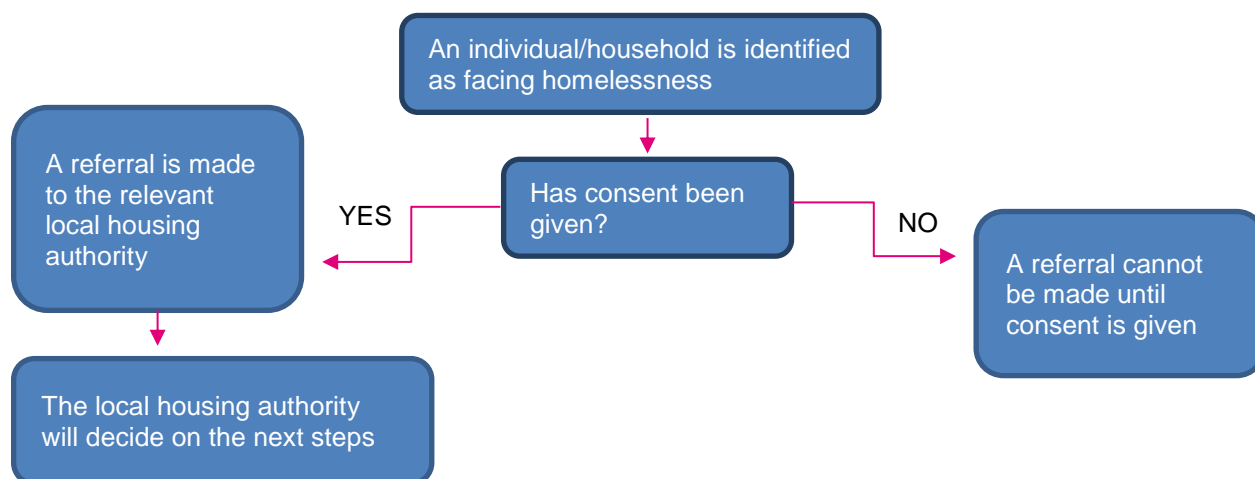 An individual/household is identified
as facing homelessness
Has consent been
given?
YES
NO
A referral is made
to the relevant
local housing
authority
A referral cannot
be made until
consent is given
The local housing authority
will decide on the next steps